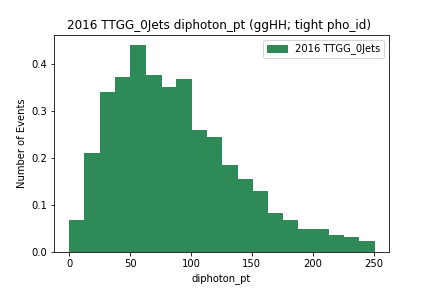 2016 TTGG_0Jets diphoton_pt (ggHH; tight pho_id)
2016 TTGG_0Jets
Number of Events
0.4
0.3
0.2
0.1
0.0
0 50 100 150 200 250
diphoton_pt